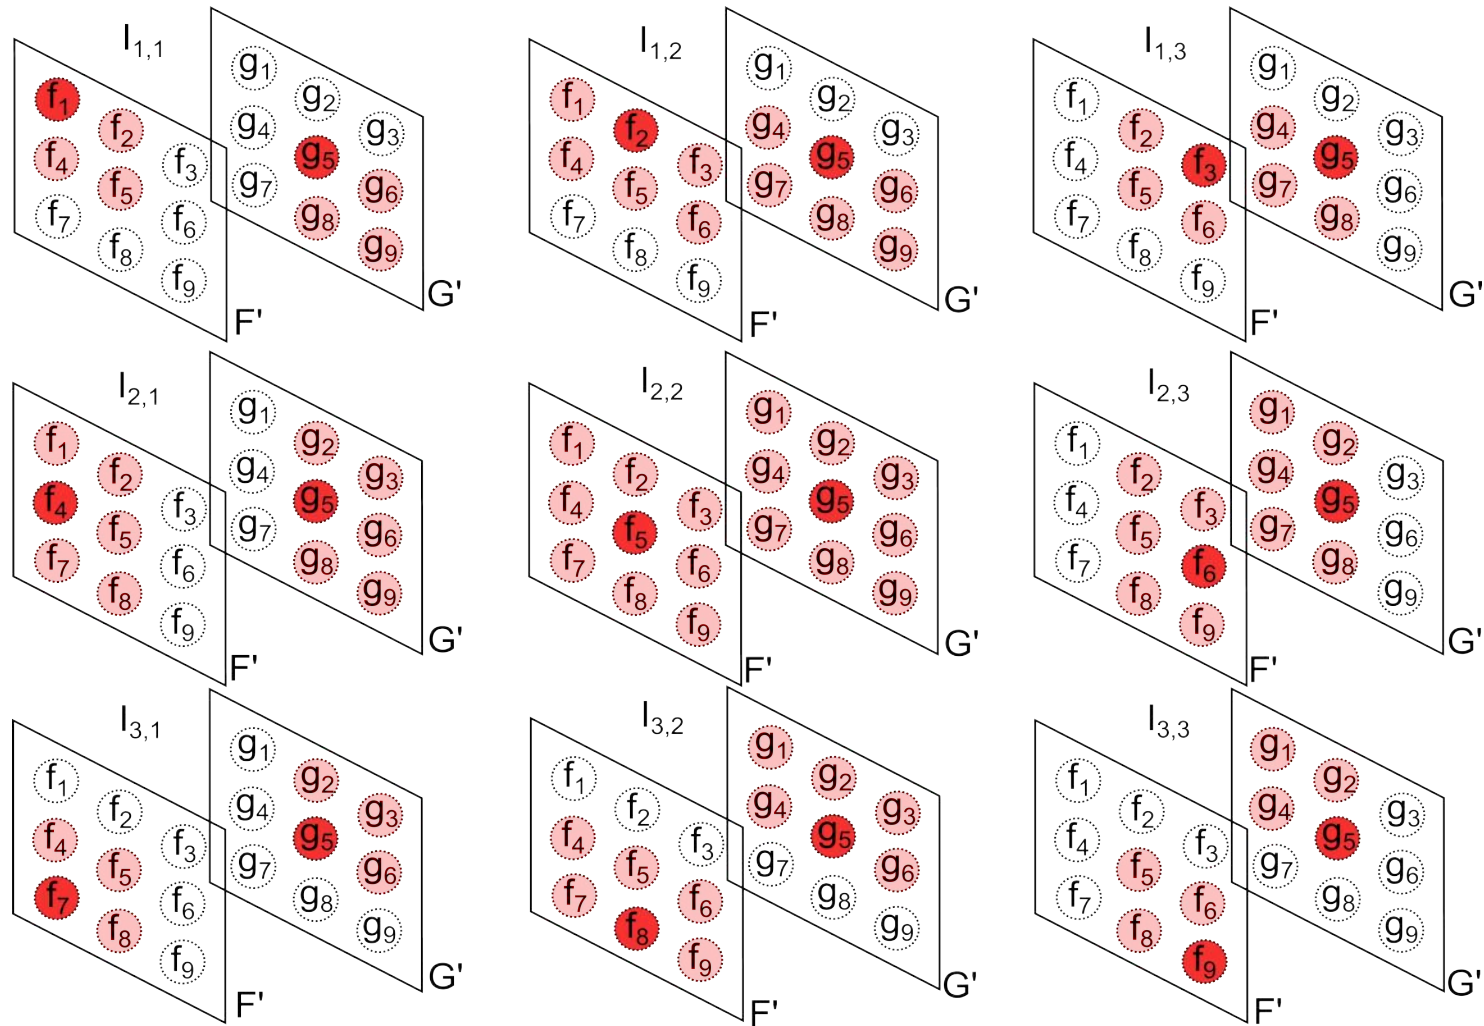 I1,1
f1 f2 f3
f4 f5 f6
f7 f8 f9
F'
g1 g2 g3
g4 g5 g6
g7 g8 g9
G'
I1,2
f1 f2 f3
f4 f5 f6
f7 f8 f9
F'
g1 g2 g3
g4 g5 g6
g7 g8 g9
G'
I1,3
f1 f2 f3
f4 f5 f6
f7 f8 f9
F'
g1 g2 g3
g4 g5 g6
g7 g8 g9
G'
I2,1
f1 f2 f3
f4 f5 f6
f7 f8 f9
F'
g1 g2 g3
g4 g5 g6
g7 g8 g9
G'
I2,2
f1 f2 f3
f4 f5 f6
f7 f8 f9
F'
g1 g2 g3
g4 g5 g6
g7 g8 g9
G'
I2,3
f1 f2 f3
f4 f5 f6
f7 f8 f9
F'
g1 g2 g3
g4 g5 g6
g7 g8 g9
G'
I3,1
f1 f2 f3
f4 f5 f6
f7 f8 f9
F'
g1 g2 g3
g4 g5 g6
g7 g8 g9
G'
I3,2
f1 f2 f3
f4 f5 f6
f7 f8 f9
F'
g1 g2 g3
g4 g5 g6
g7 g8 g9
G'
I3,3
f1 f2 f3
f4 f5 f6
f7 f8 f9
F'
g1 g2 g3
g4 g5 g6
g7 g8 g9
G'